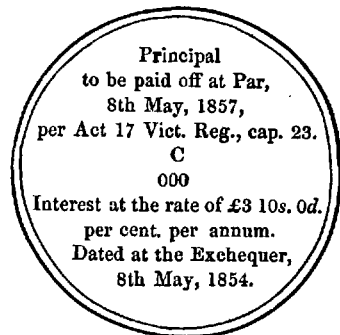 Principal
to be paid off at Par,
8th May, 1857,
per Act 17 Vict. Reg., cap. 23.
C
000
Interest at the rate of £3 10s. 0d.
per cent. per annum.
Dated at the Exchequer,
8th May, 1854.